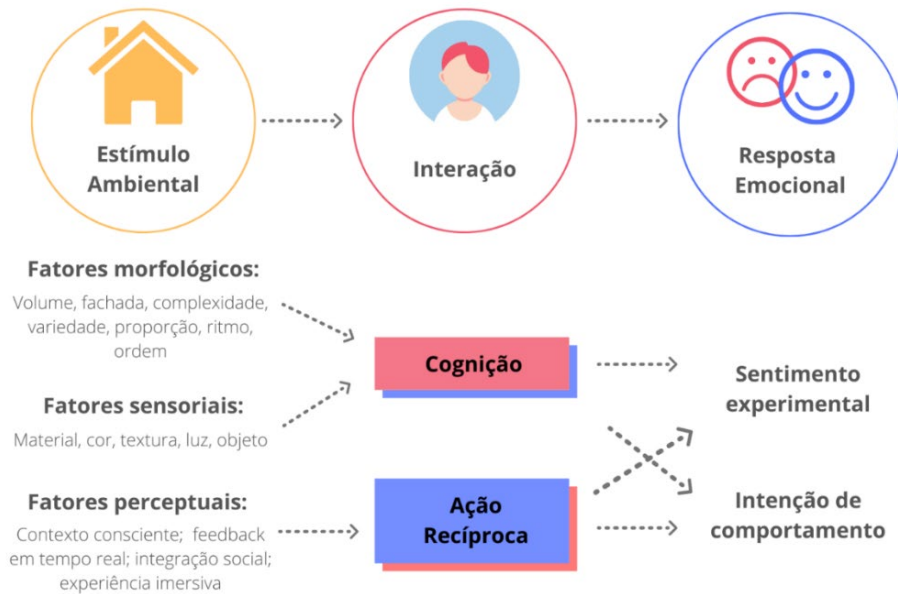 Estímulo
Ambiental
Interação
Resposta
Emocional
Fatores morfológicos:
Volume, fachada, complexidade,
variedade, proporção, ritmo,
ordem
Fatores sensoriais:
Material, cor, textura, luz, objeto
Fatores perceptuais:
Contexto consciente; feedback
em tempo real; integração social;
experiência imersiva
Cognição
Ação
Recíproca
Sentimento
experimental
Intenção de
comportamento